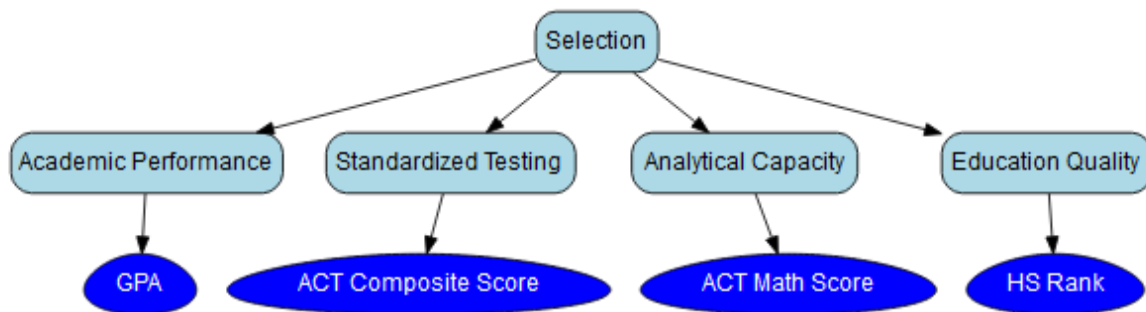 Selection
Academic Performance
Standardized Testing
Analytical Capacity
Education Quality
GPA
ACT Composite Score
ACT Math Score
HS Rank